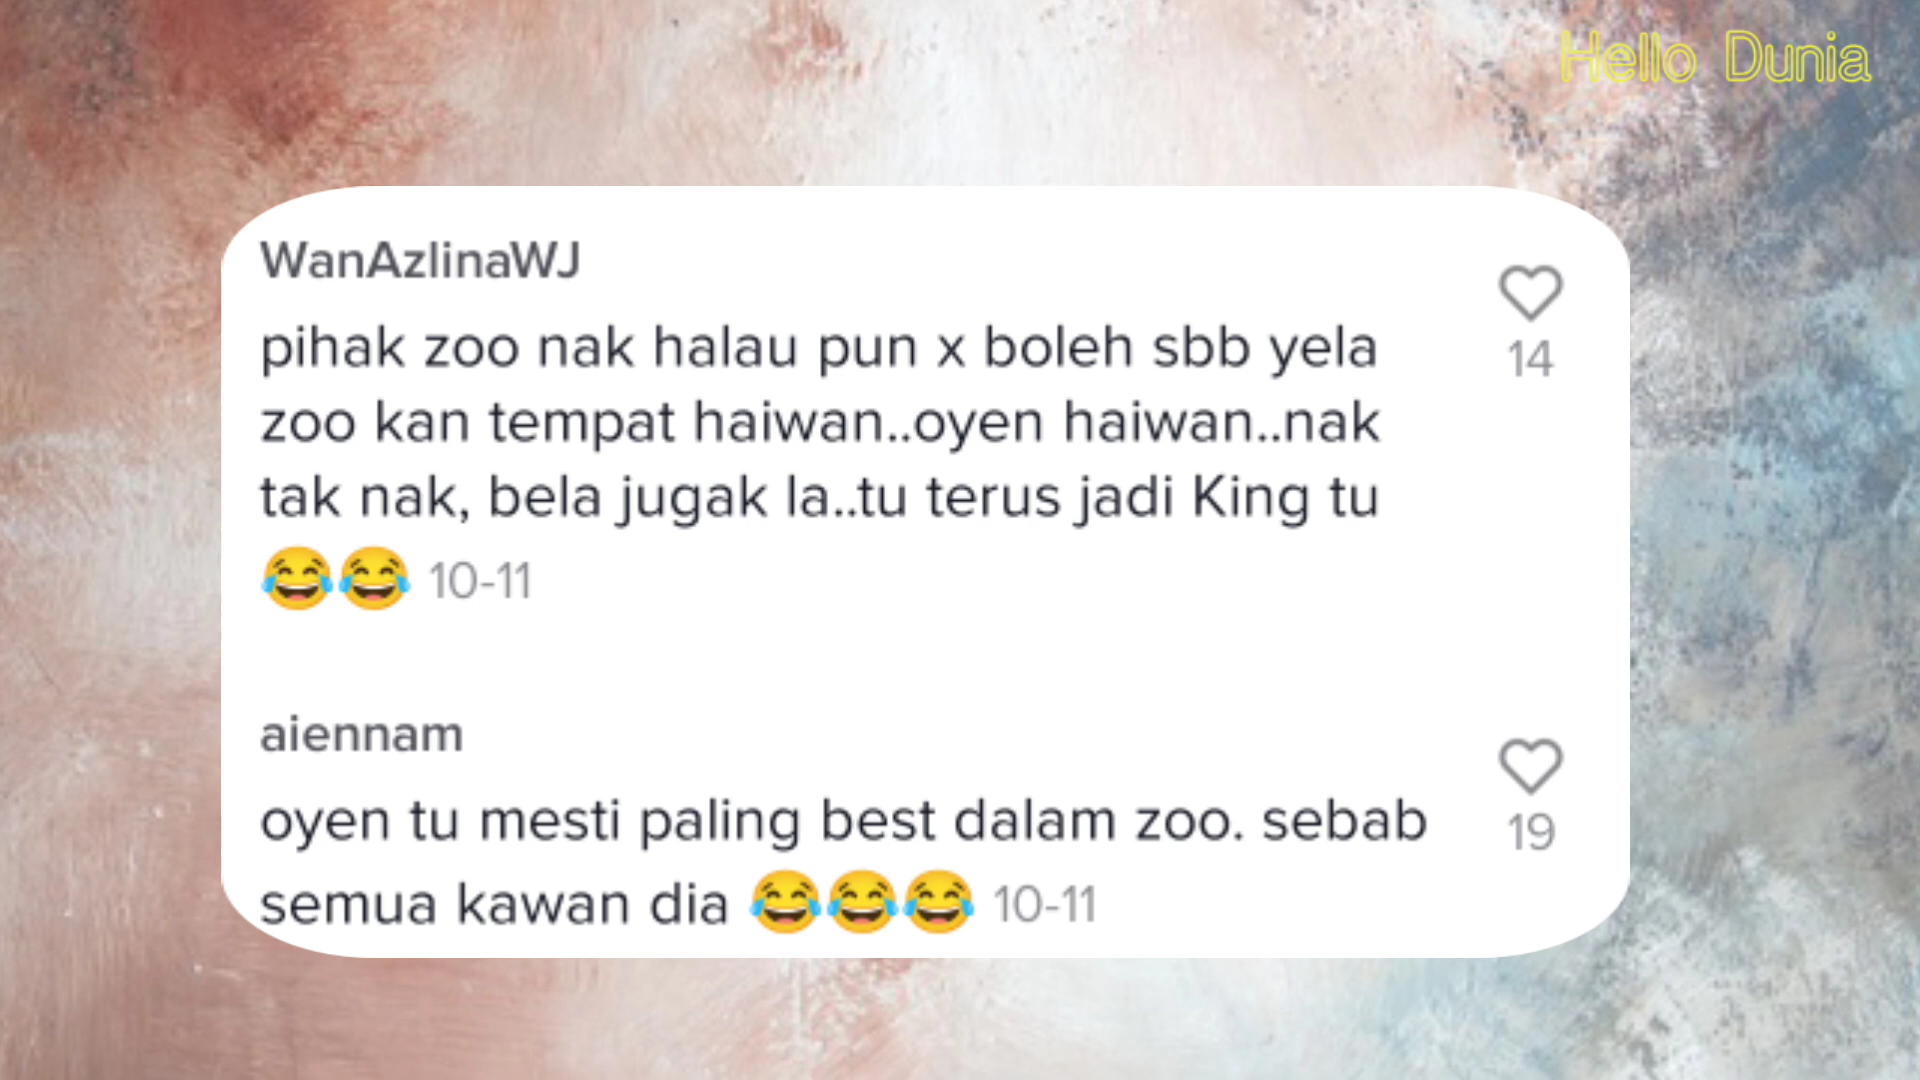 Hello Dunia
WanAzlinaWJ
pihak zoo nak halau pun x boleh sbb yela
14
zoo kan tempat haiwan..oyen haiwan..nak
tak nak, bela jugak la..tu terus jadi King tu
😂😂 10-11
aiennam
oyen tu mesti paling best dalam zoo. sebab
19
semua kawan dia 😂😂😂 10-11